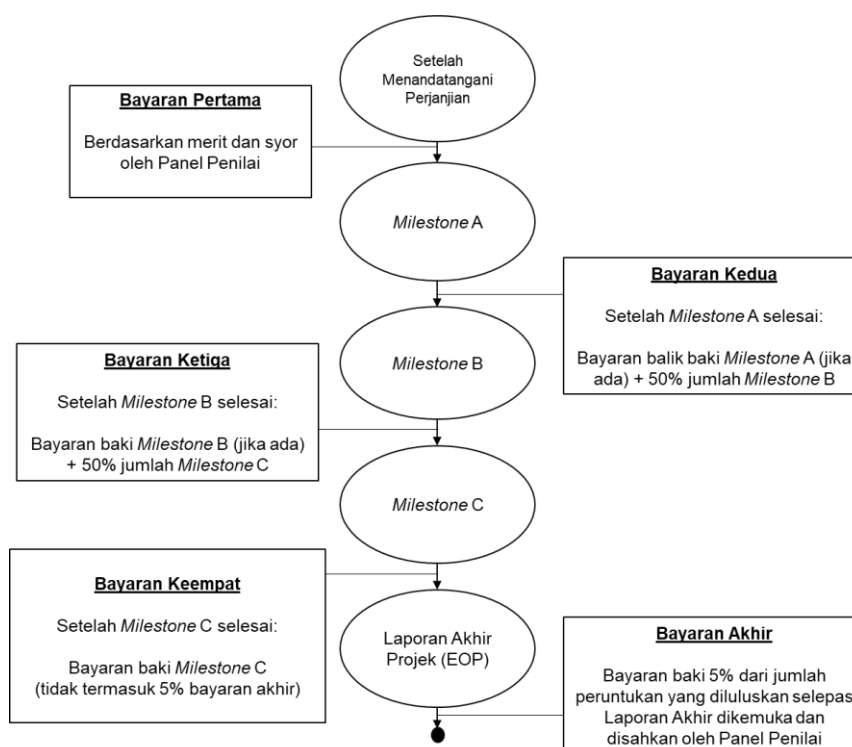 Setelah
Menandatangani
Perjanjian
Bayaran Pertama
Berdasarkan merit dan syor
oleh Panel Penilai
Milestone A
Bayaran Kedua
Setelah Milestone A selesai:
Bayaran balik baki Milestone A (jika
ada) + 50% jumlah Milestone B
Milestone B
Bayaran Ketiga
Setelah Milestone B selesai:
Bayaran baki Milestone B (jika ada)
+ 50% jumlah Milestone C
Milestone C
Bayaran Keempat
Setelah Milestone C selesai:
Bayaran baki Milestone C
(tidak termasuk 5% bayaran akhir)
Laporan Akhir
Projek (EOP)
Bayaran Akhir
Bayaran baki 5% dari jumlah
peruntukan yang diluluskan selepas
Laporan Akhir dikemuka dan
disahkan oleh Panel Penilai